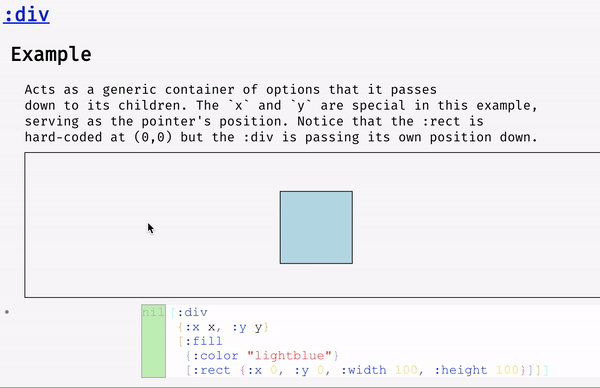 :div
Example
Acts as a generic container of options that it passes
down to its children. The `x` and `y` are special in this example,
serving as the pointer's position. Notice that the :rect is
hard-coded at (0,0) but the :div is passing its own position down.
nil [:div
{:x x, :y y}
[:fill
{:color "lightblue"}
[:rect {:x 0, :y 0, :width 100, :height 100}]]]